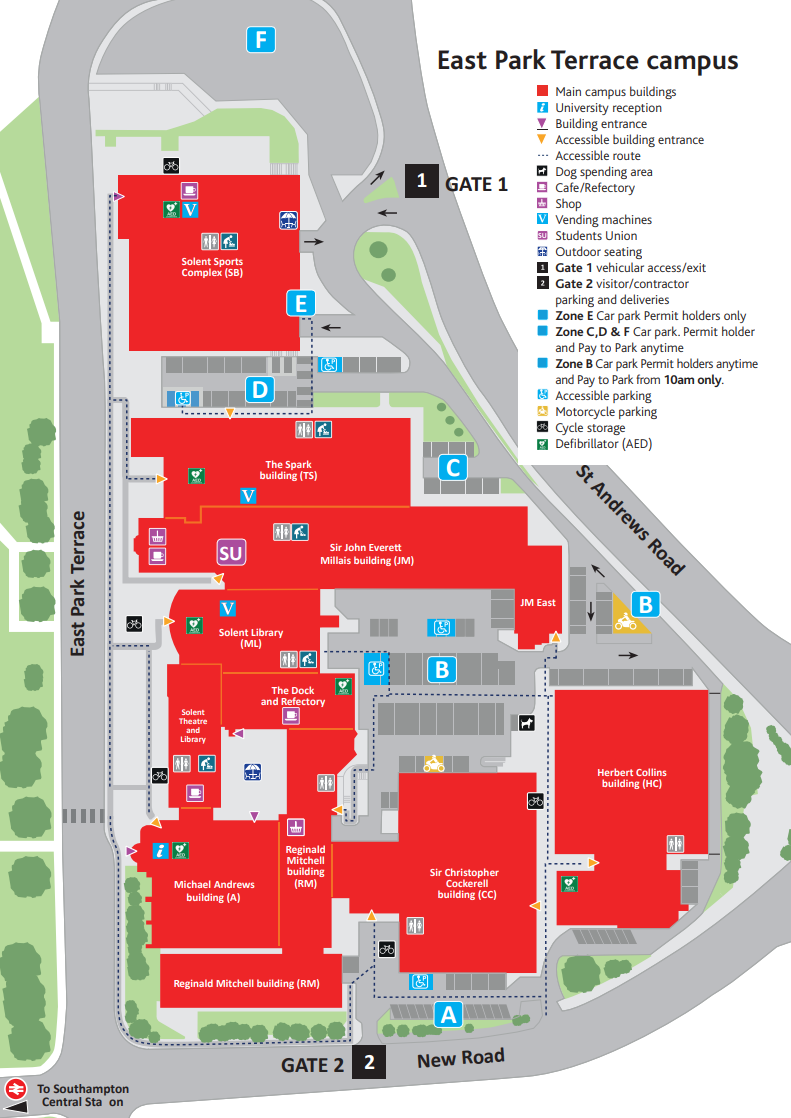 F
East Park Terrace campus
Main campus buildings
i University reception
Building entrance
Accessible building entrance
Accessible route
Dog spending area
Cafe/Refectory
Shop
V Vending machines
SU Students Union
Outdoor seating
1 Gate 1 vehicular access/exit
2 Gate 2 visitor/contractor
parking and deliveries
Zone E Car park Permit holders only
Zone C,D & F Car park. Permit holder
and Pay to Park anytime
Zone B Car park Permit holders anytime
and Pay to Park from 10am only.
Accessible parking
Motorcycle parking
Cycle storage
Defibrillator (AED)
1 GATE 1
AED V
Solent Sports
Complex (SB)
E
P
D
P
The Spark
building (TS)
AED
V
C
St Andrews Road
East Park Terrace
SU
Sir John Everett
Millais building (JM)
JM East
B
V
AED
Solent Library
(ML)
P
P
B
The Dock
and Refectory
AED
Solent
Theatre
and
Library
Herbert Collins
building (HC)
AED
i AED
Michael Andrews
building (A)
Reginald
Mitchell
building
(RM)
Sir Christopher
Cockerell
building (CC)
Reginald Mitchell building (RM)
P
A
GATE 2 2
New Road
To Southampton
Central Sta on